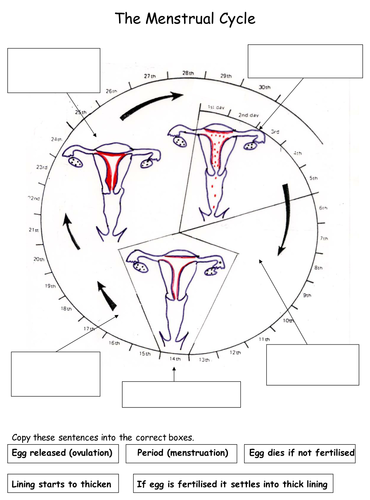 The Menstrual Cycle
1st day
2nd day
3rd
4th
5th
6th
7th
8th
9th
10th
11th
12th
13th
14th
15th
16th
17th
18th
19th
20th
21th
22nd
23rd
24th
25th
26th
27th
28th
29th
30th
Copy these sentences into the correct boxes.
Egg released (ovulation)
Period (menstruation)
Egg dies if not fertilised
Lining starts to thicken
If egg is fertilised it settles into thick lining